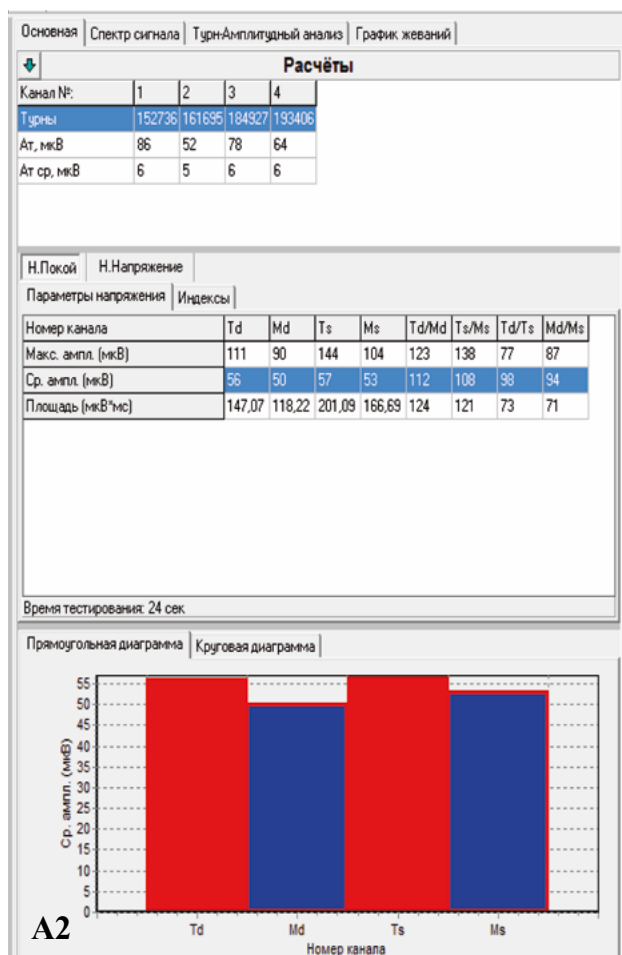 Основная Спектр сигнала Турн-Амплитудный анализ График жеваний
Расчёты
Канал №: 1 2 3 4
Турны 152736 161695 184927 193406
Ат, мкВ 86 52 78 64
Ат ср, мкВ 6 5 6 6
Н.Покой Н.Напряжение
Параметры напряжения Индексы
Номер канала Td Md Ts Ms Td/Md Ts/Ms Td/Ts Md/Ms
Макс. ампл. (мкВ) 111 90 144 104 123 138 77 87
Ср. ампл. (мкВ) 56 50 57 53 112 108 98 94
Площадь (мкВ*мс) 147,07 118,22 201,09 166,69 124 121 73 71
Время тестирования: 24 сек
Прямоугольная диаграмма Круговая диаграмма
Ср. ампл. (мкВ)
55
50
45
40
35
30
25
20
15
10
5
0
Td Md Ts Ms
Номер канала
A2